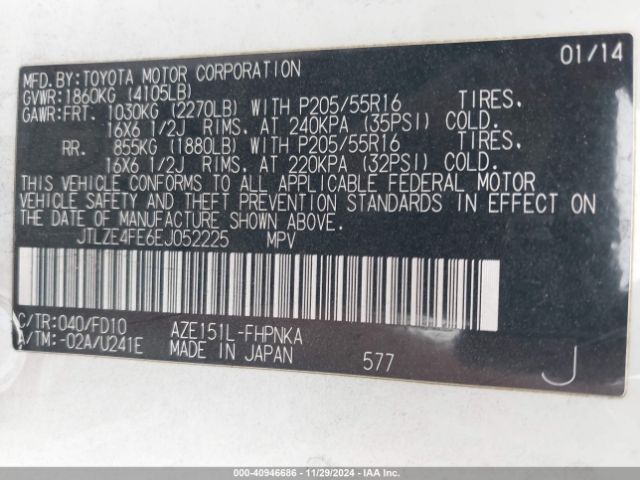 01/14
MFD.BY:TOYOTA MOTOR CORPORATION
GVWR:1860KG (4105LB)
GAWR:FRT. 1030KG (2270LB) WITH P205/55R16 TIRES.
16X6 1/2J RIMS. AT 240KPA (35PSI) COLD.
RR. 855KG (1880LB) WITH P205/55R16 TIRES.
16X6 1/2J RIMS. AT 220KPA (32PSI) COLD.
THIS VEHICLE CONFORMS TO ALL APPLICABLE FEDERAL MOTOR
VEHICLE SAFETY AND THEFT PREVENTION STANDARDS IN EFFECT ON
THE DATE OF MANUFACTURE SHOWN ABOVE.
JTLZE4FE6EJ052225 MPV
C/TR:040/FD10 AZE151L-FHPNKA
A/TM:-02A/U241E MADE IN JAPAN 577 J
000-40946686 - 11/29/2024 - IAA Inc.